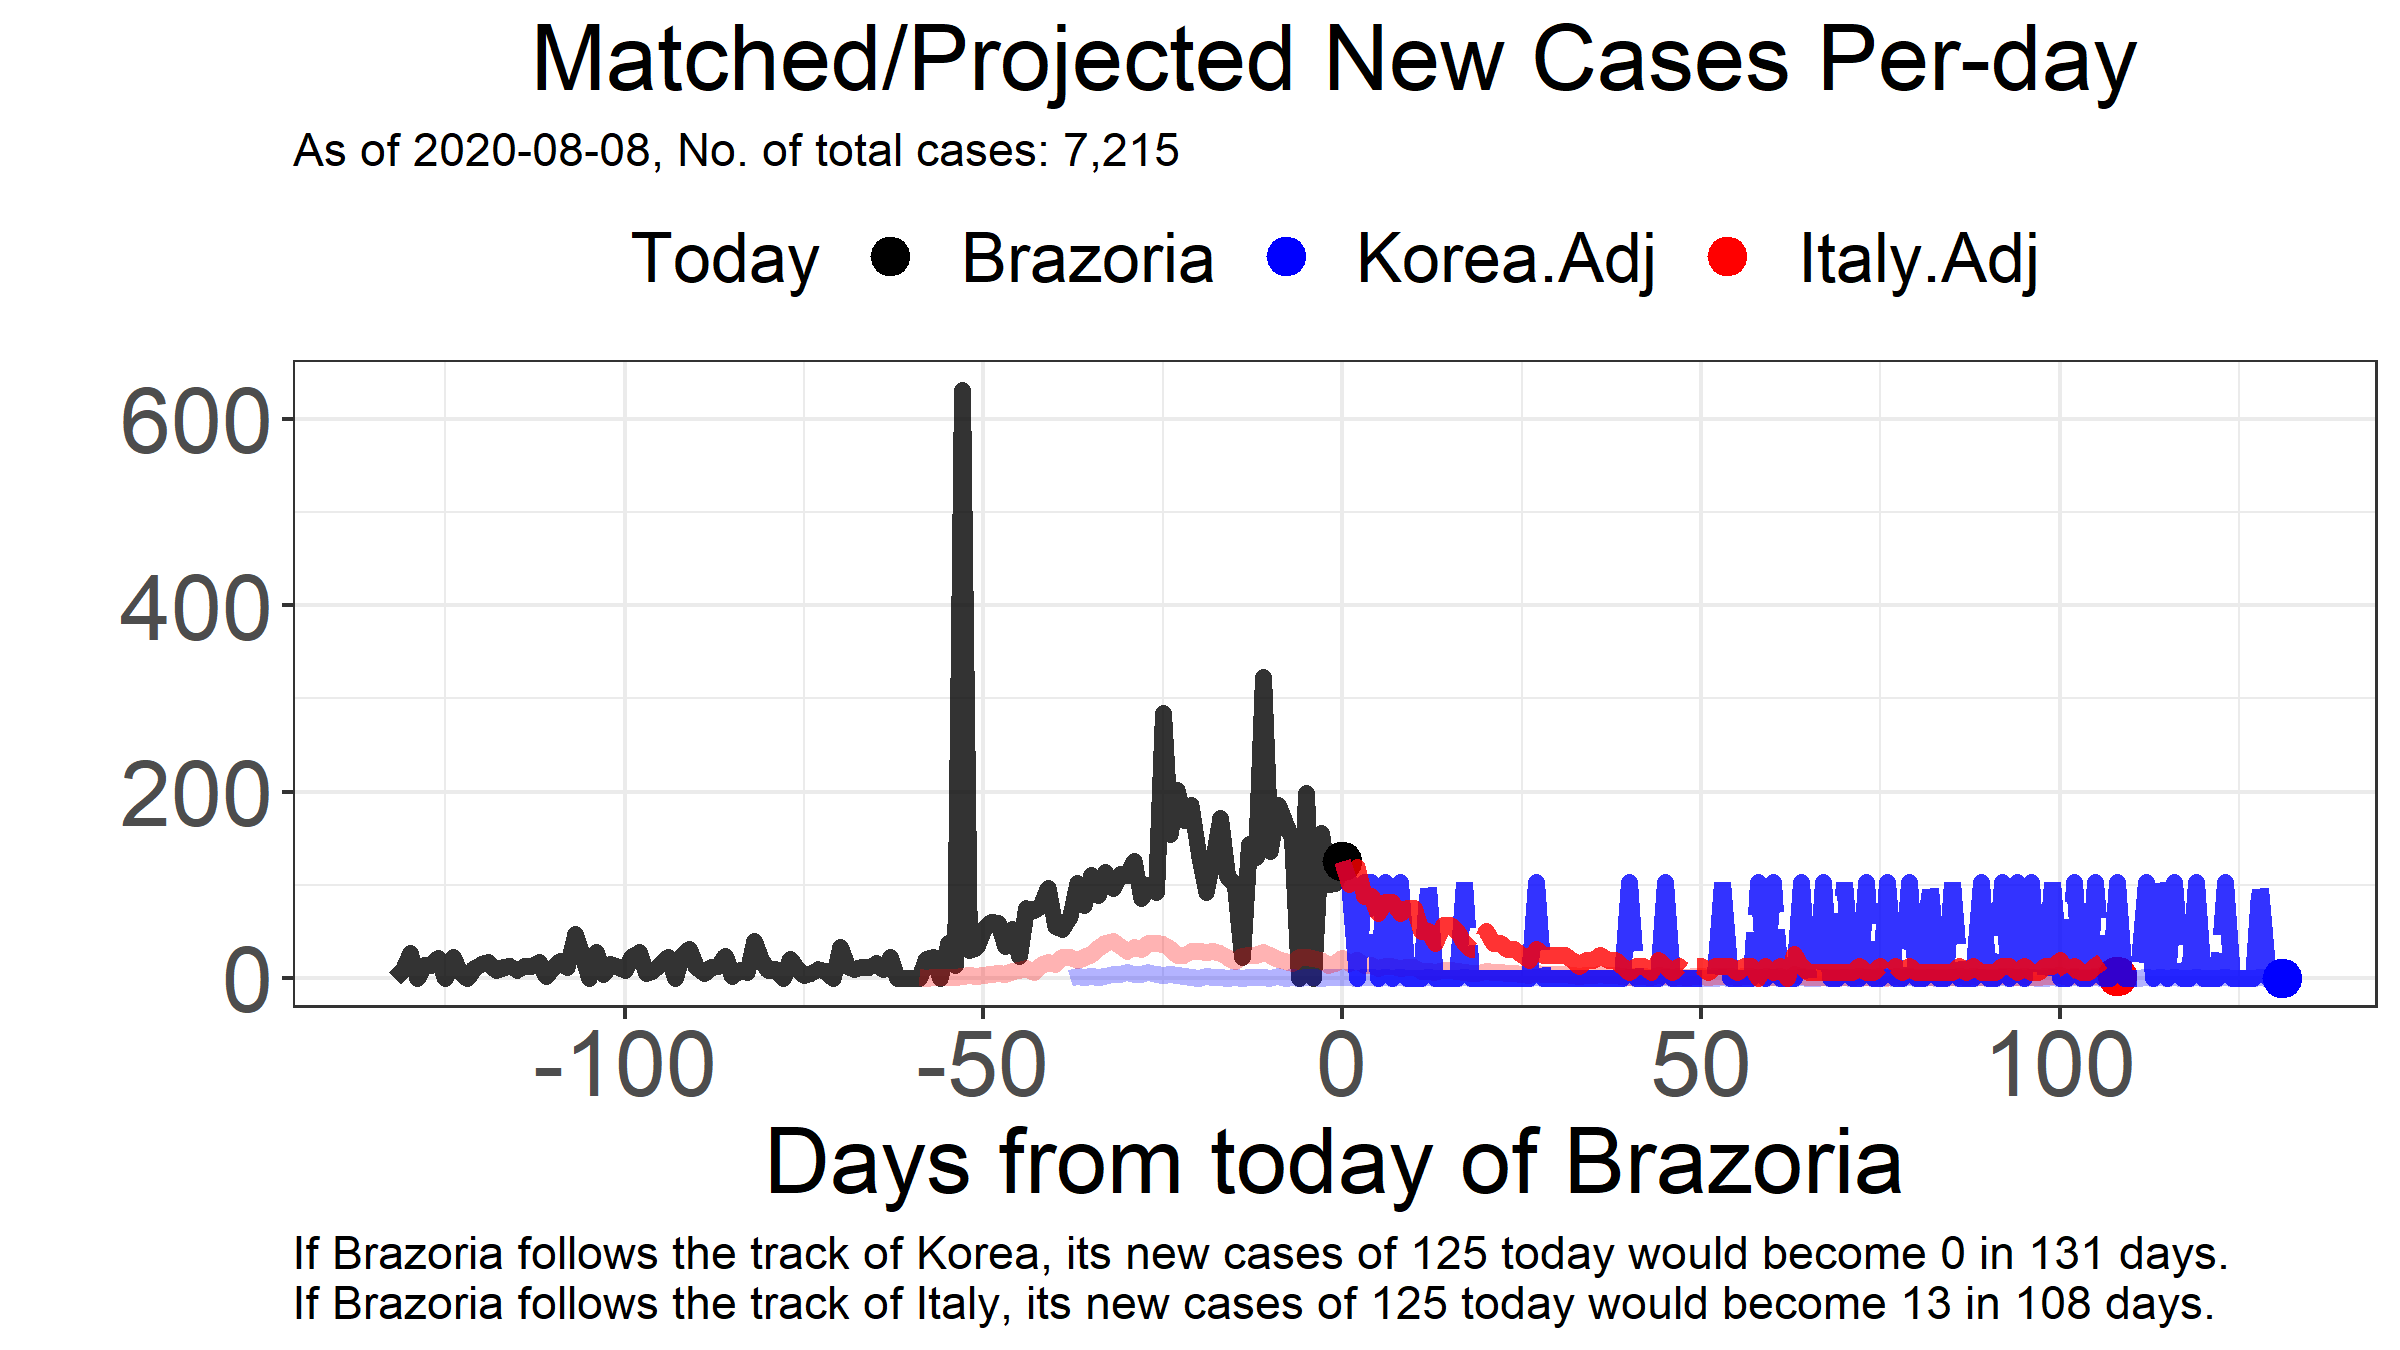 Matched/Projected New Cases Per-day
As of 2020-08-08, No. of total cases: 7,215
Today Brazoria Korea.Adj Italy.Adj
600
400
200
0
-100 -50 0 50 100
Days from today of Brazoria
If Brazoria follows the track of Korea, its new cases of 125 today would become 0 in 131 days.
If Brazoria follows the track of Italy, its new cases of 125 today would become 13 in 108 days.